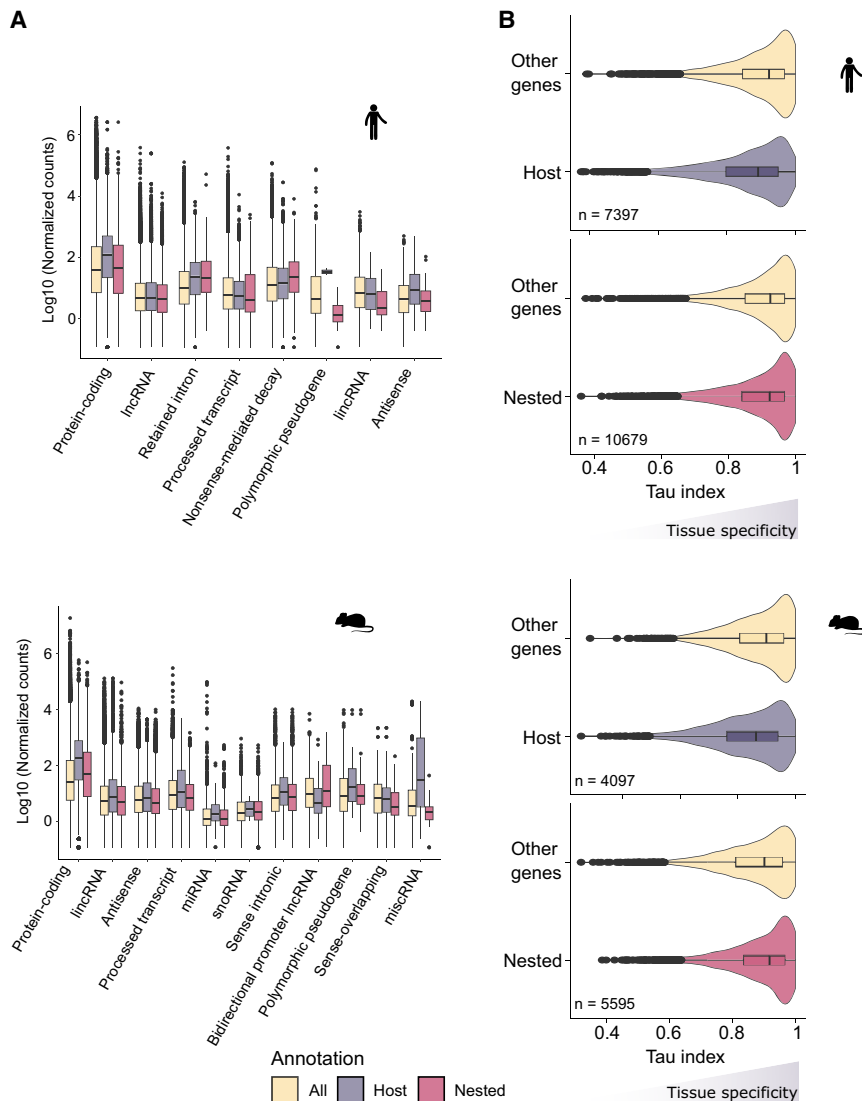 A
Log10 (Normalized counts)
6
4
2
0
Protein-coding
lncRNA
Retained intron
Processed transcript
Nonsense-mediated decay
Polymorphic pseudogene
lincRNA
Antisense
Log10 (Normalized counts)
6
4
2
0
Protein-coding
lincRNA
Antisense
Processed transcript
miRNA
snoRNA
Sense intronic
Bidirectional promoter lncRNA
Polymorphic pseudogene
Sense-overlapping
miscRNA
B
Other
genes
Host
n = 7397
Other
genes
Nested
n = 10679
0.4 0.6 0.8 1
Tau index
Tissue specificity
Other
genes
Host
n = 4097
Other
genes
Nested
n = 5595
0.4 0.6 0.8 1
Tau index
Tissue specificity
Annotation
All Host Nested